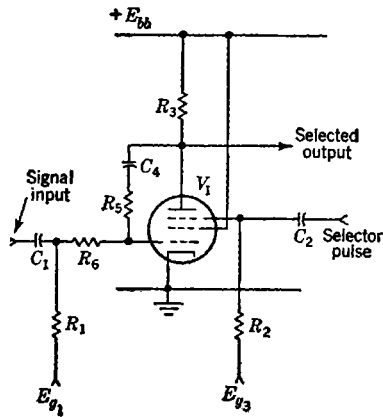 + E_bb
R_3
Selected
output
Signal
input
C_4
V_1
R_5
C_1
R_6
C_2
Selector
pulse
R_1
R_2
E_g1
E_g3